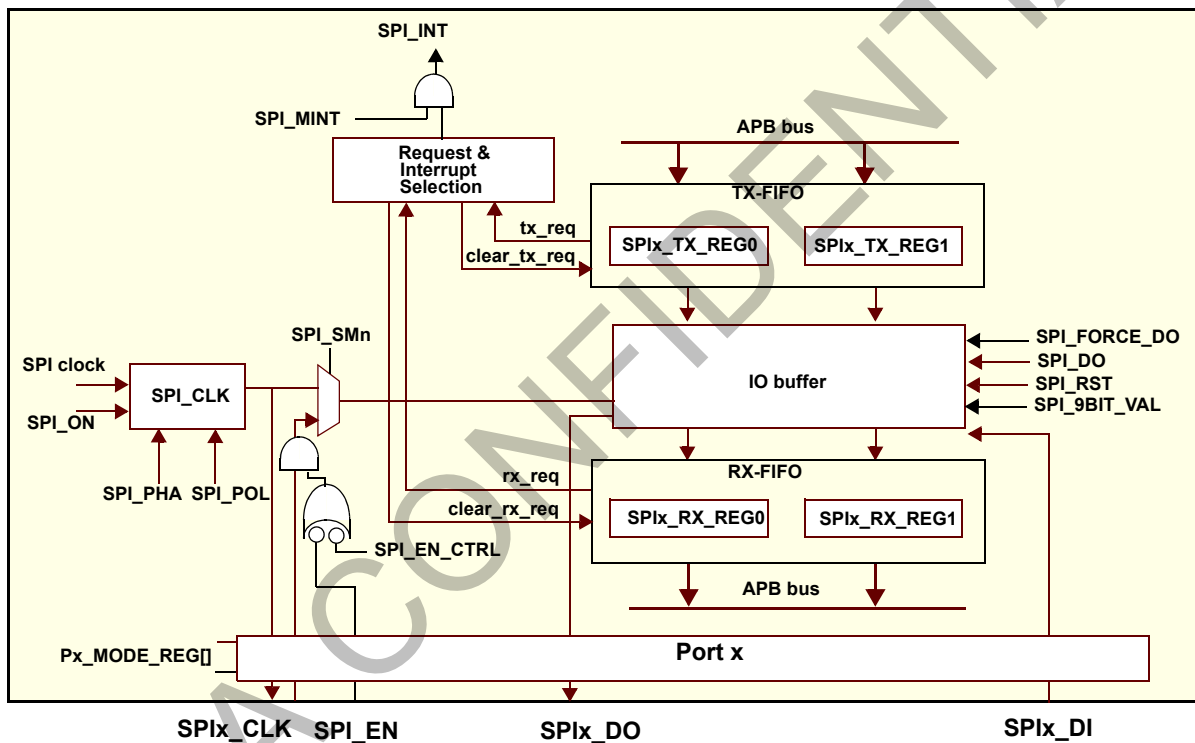 SPI_INT
SPI_MINT
APB bus
Request &
Interrupt
Selection
TX-FIFO
tx_req
SPIx_TX_REG0
SPIx_TX_REG1
clear_tx_req
SPI_SMn
SPI_FORCE_DO
SPI clock
SPI_DO
SPI_CLK
IO buffer
SPI_RST
SPI_ON
SPI_9BIT_VAL
RX-FIFO
rx_req
SPI_PHA
SPI_POL
clear_rx_req
SPIx_RX_REG0
SPIx_RX_REG1
SPI_EN_CTRL
APB bus
Px_MODE_REG[]
Port x
SPIx_CLK
SPI_EN
SPIx_DO
SPIx_DI
A CONFIDENTI